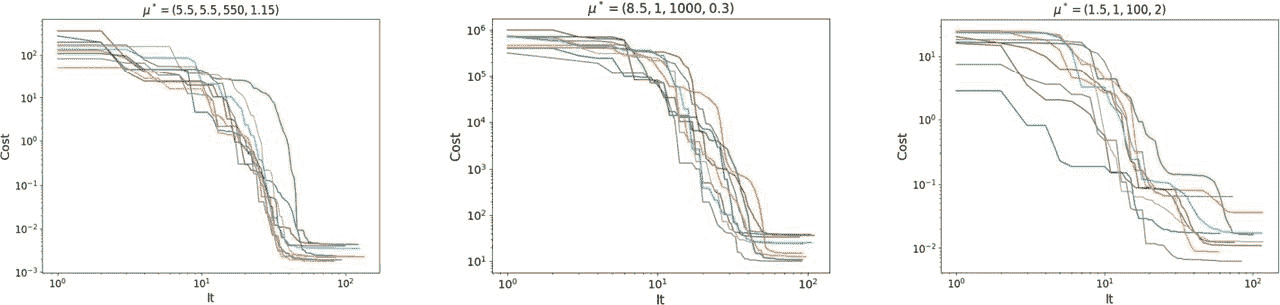 μ* = (5.5, 5.5, 550, 1.15)
Cost
10²
10¹
10⁰
10⁻¹
10⁻²
10⁻³
10⁰
10¹
10²
It
μ* = (8.5, 1, 1000, 0.3)
Cost
10⁶
10⁵
10⁴
10³
10²
10¹
10⁰
10¹
10²
It
μ* = (1.5, 1, 100, 2)
Cost
10¹
10⁰
10⁻¹
10⁻²
10⁰
10¹
10²
It